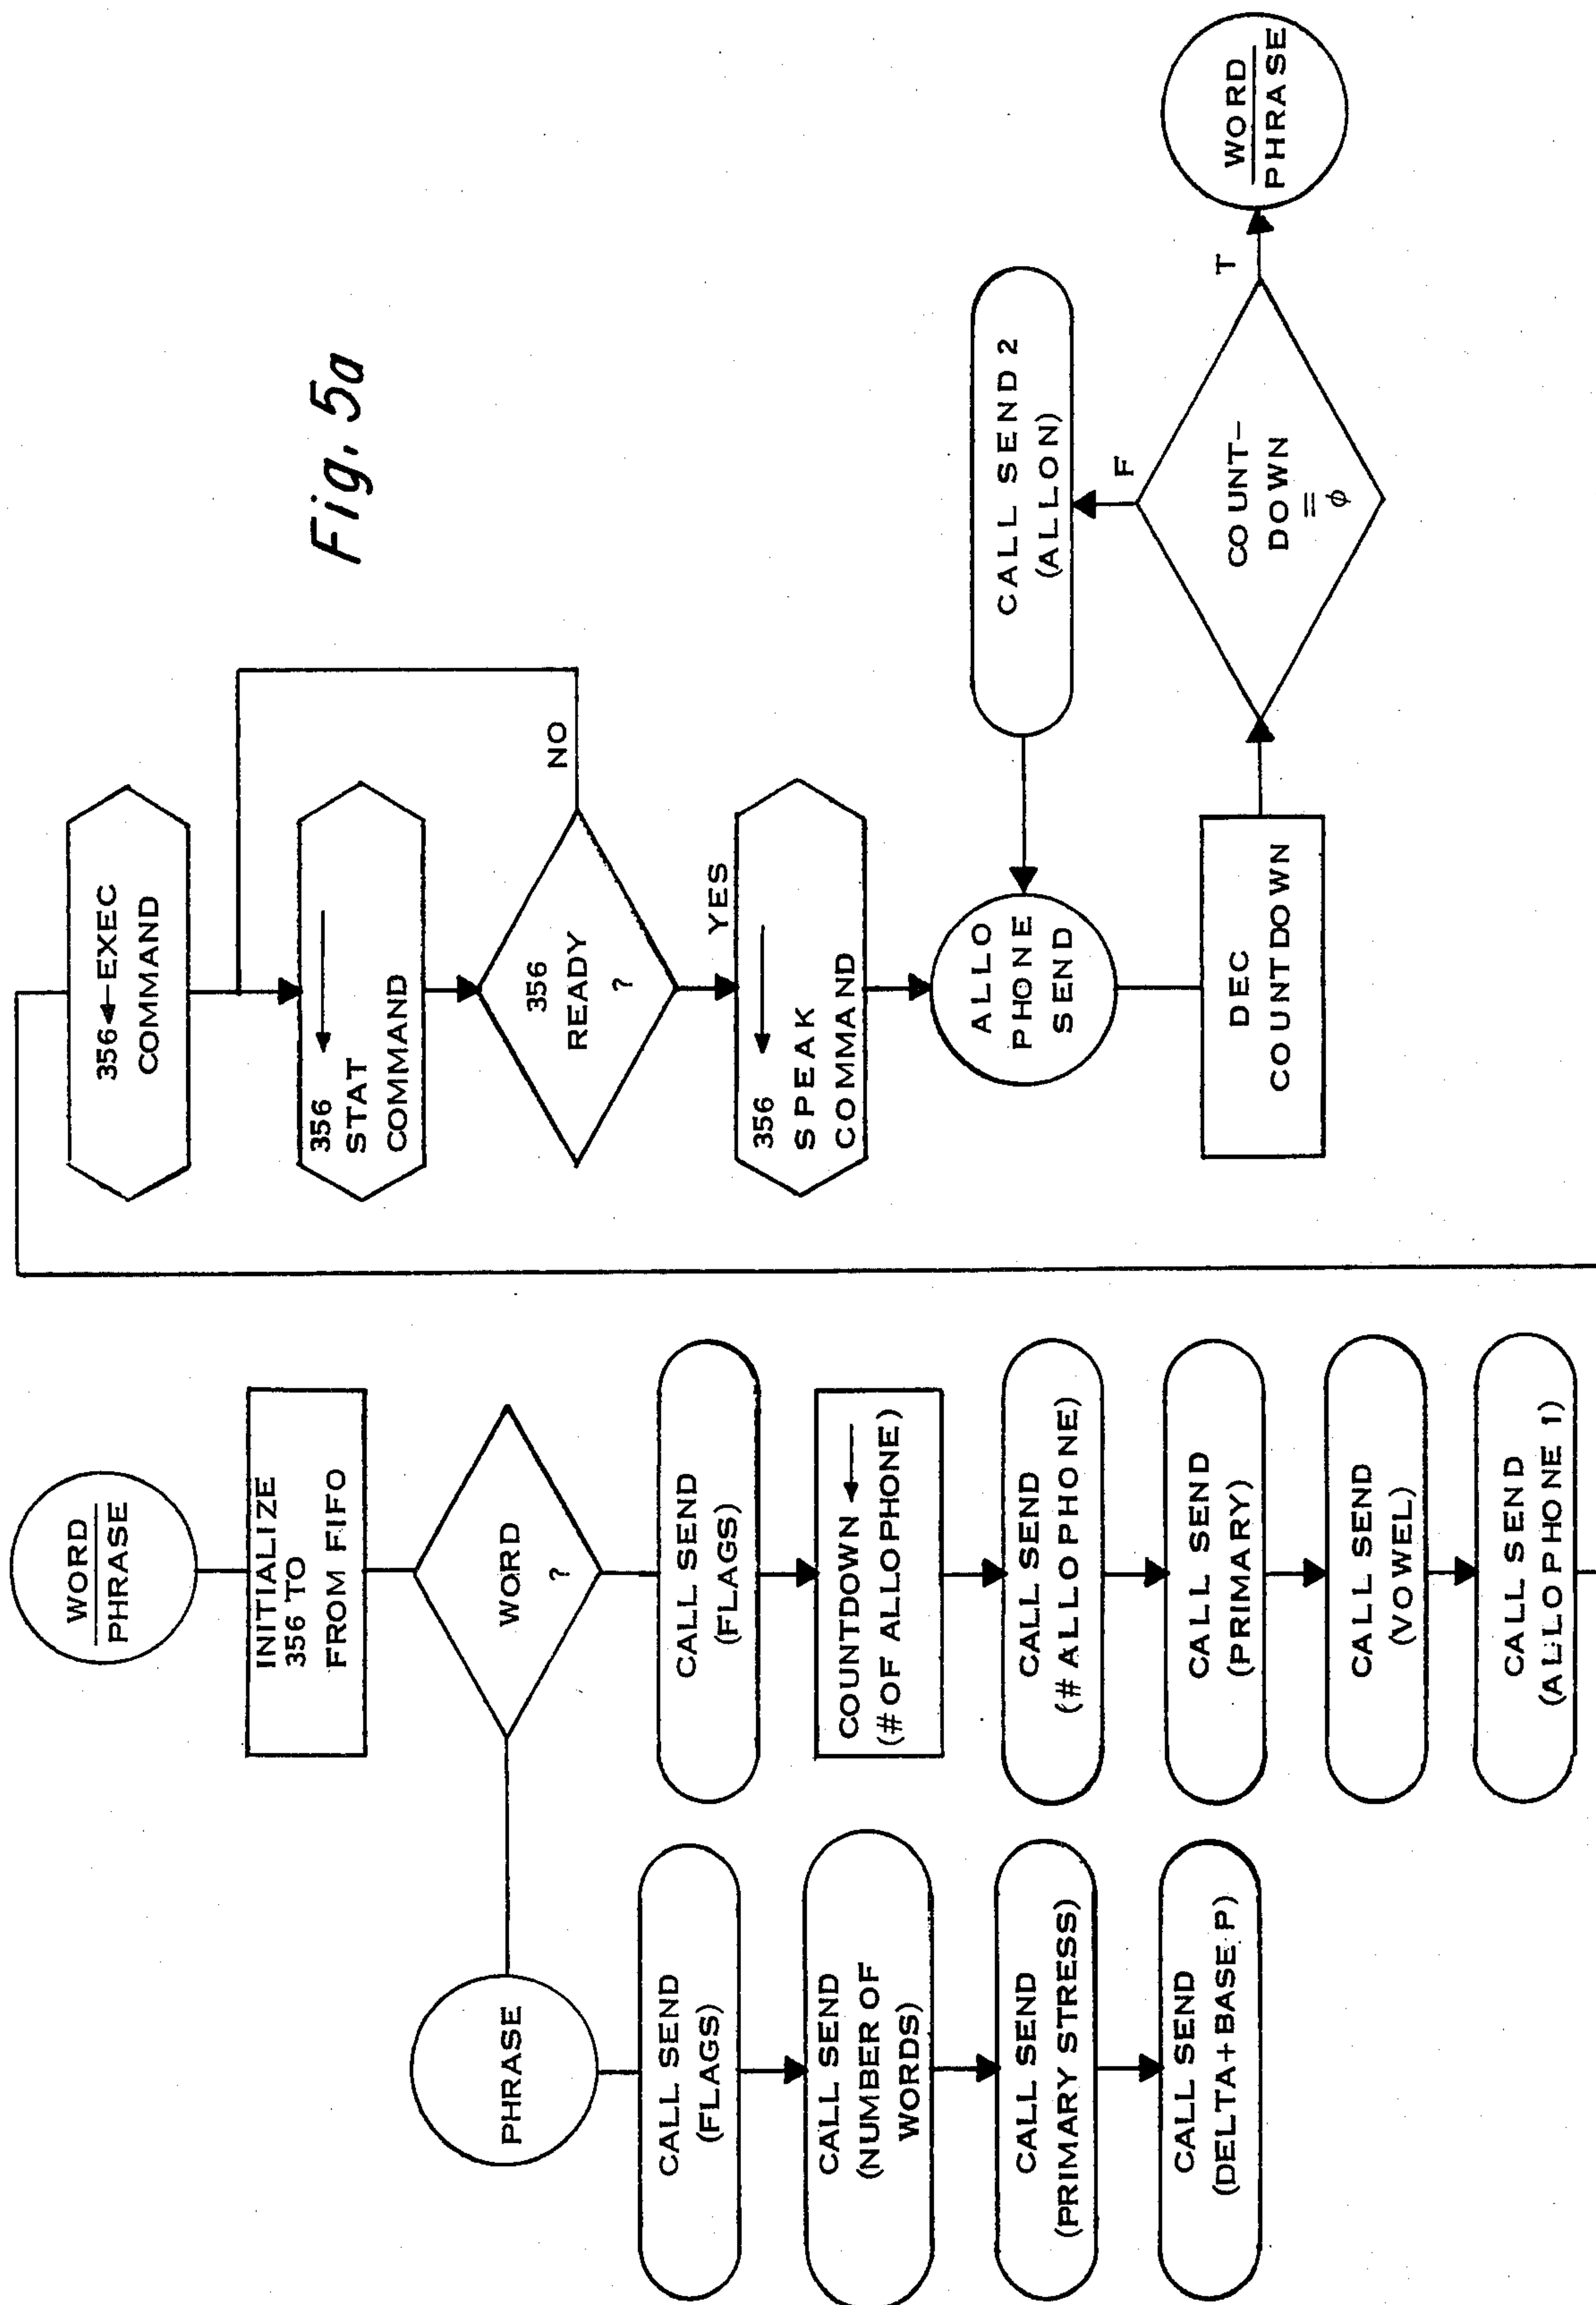 Fig. 5a
WORD
PHRASE
INITIALIZE
356 TO
FROM FIFO
WORD
?
PHRASE
CALL SEND
(FLAGS)
CALL SEND
(NUMBER OF
WORDS)
CALL SEND
(PRIMARY STRESS)
CALL SEND
(DELTA + BASE P)
CALL SEND
(FLAGS)
COUNTDOWN ←
(# OF ALLOPHONE)
CALL SEND
(# ALLOPHONE)
CALL SEND
(PRIMARY)
CALL SEND
(VOWEL)
CALL SEND
(ALLOPHONE 1)
356←EXEC
COMMAND
356 ←
STAT
COMMAND
356
READY
?
NO
YES
356 ←
SPEAK
COMMAND
ALLO
PHONE
SEND
DEC
COUNTDOWN
COUNT-
DOWN
= ϕ
F
T
CALL SEND 2
(ALLON)
WORD
PHRASE